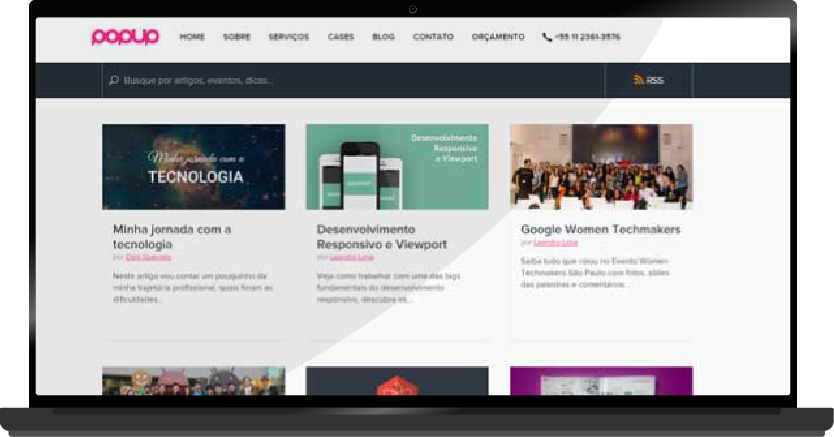 popup HOME SOBRE SERVIÇOS CASES BLOG CONTATO ORÇAMENTO +55 11 2361-3576
Busque por artigos, eventos, dicas... RSS
Minha jornada com a
TECNOLOGIA
Desenvolvimento
Responsivo
e Viewport
Minha jornada com a
tecnologia
por
Neste artigo vou contar um pouquinho da
minha trajetória profissional, quais foram as
dificuldades...
Desenvolvimento
Responsivo e Viewport
por Leandro Lima
Veja como trabalhar com uma das tags
fundamentais do desenvolvimento
responsivo, descubra os...
Google Women Techmakers
por Leandro Lima
Saiba tudo que rolou no Evento Women
Techmakers São Paulo com fotos, slides
das palestras e comentários...